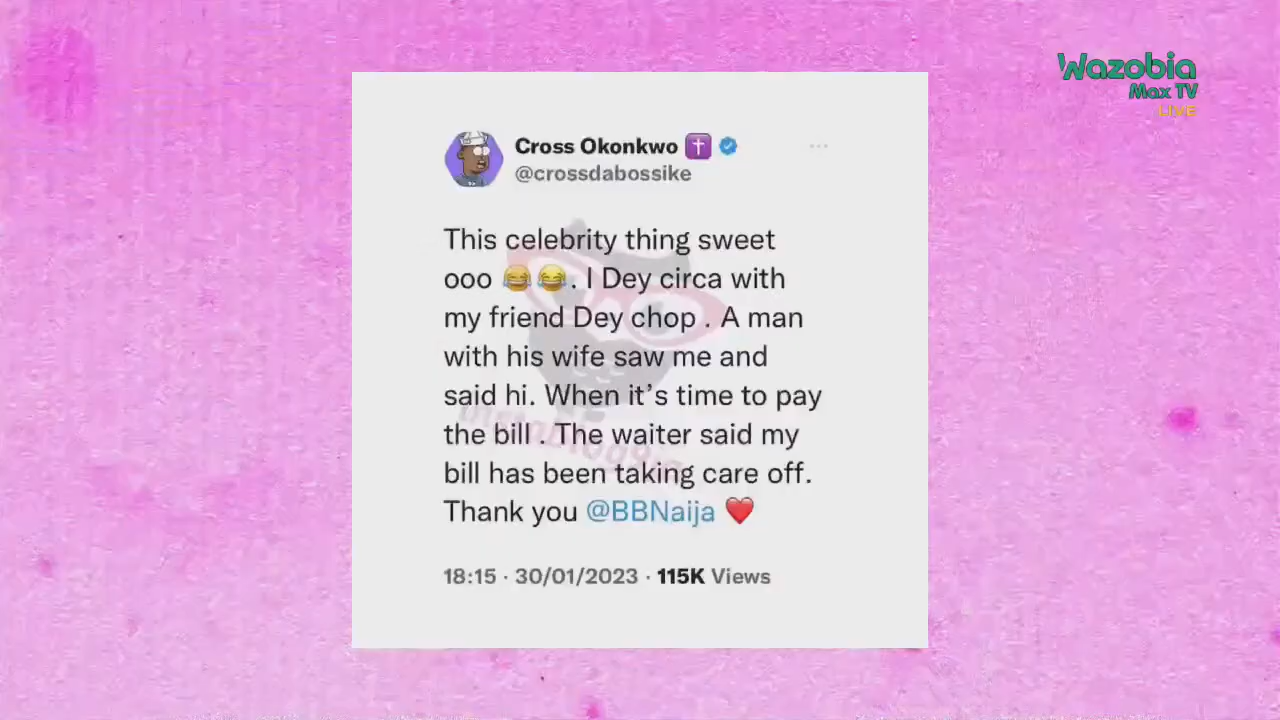 Wazobia
Max TV
LIVE
Cross Okonkwo
@crossdabossike
This celebrity thing sweet
ooo 😂😂. I Dey circa with
my friend Dey chop . A man
with his wife saw me and
said hi. When it's time to pay
the bill . The waiter said my
bill has been taking care off.
Thank you @BBNaija ❤️
18:15 · 30/01/2023 · 115K Views